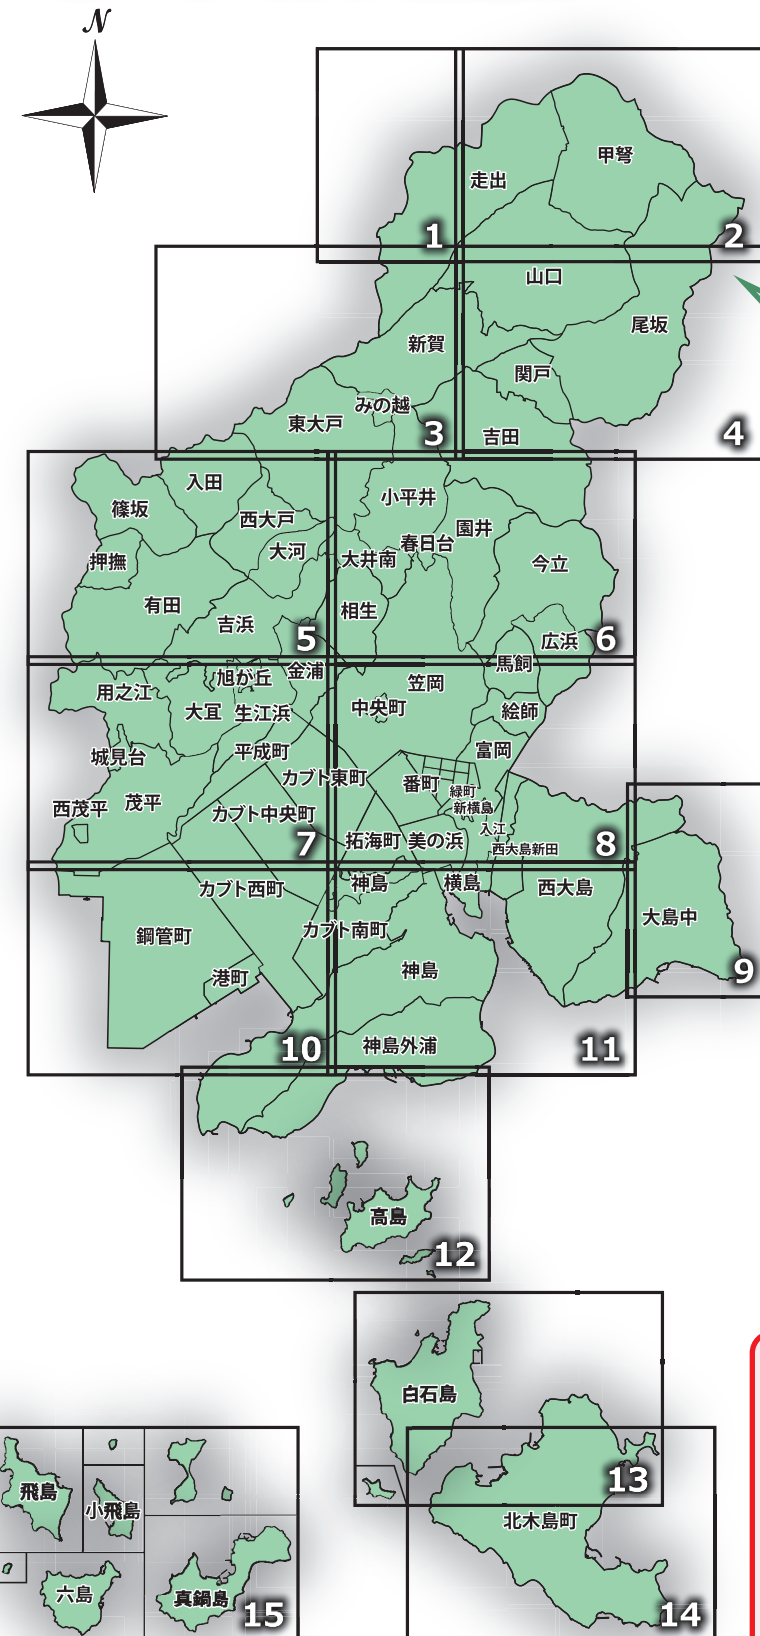 N
甲弩
走出
1
2
山口
尾坂
新賀
関戸
みの越
東大戸
3
吉田
4
入田
小平井
篠坂
西大戸
園井
春日台
大河
大井南
押撫
今立
有田
相生
吉浜
5
広浜
6
馬飼
金浦
旭が丘
笠岡
用之江
中央町
大冝
生江浜
絵師
平成町
富岡
城見台
カブト東町
番町
緑町
西茂平
茂平
新横島
カブト中央町
入江
拓海町
美の浜
7
西大島新田
8
神島
横島
カブト西町
西大島
大島中
カブト南町
鋼管町
神島
9
港町
神島外浦
10
11
高島
12
白石島
13
飛島
小飛島
北木島町
六島
真鍋島
15
14